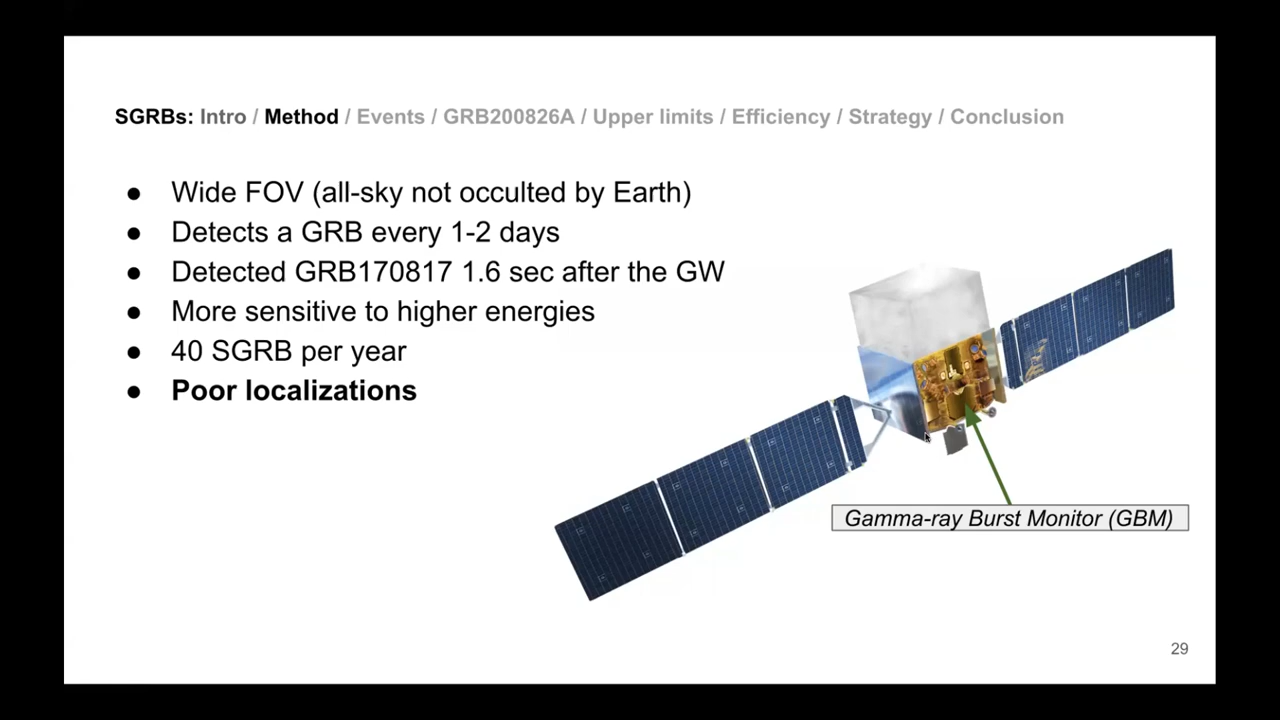 SGRBs: Intro / Method / Events / GRB200826A / Upper limits / Efficiency / Strategy / Conclusion
● Wide FOV (all-sky not occulted by Earth)
● Detects a GRB every 1-2 days
● Detected GRB170817 1.6 sec after the GW
● More sensitive to higher energies
● 40 SGRB per year
● Poor localizations
Gamma-ray Burst Monitor (GBM)
29